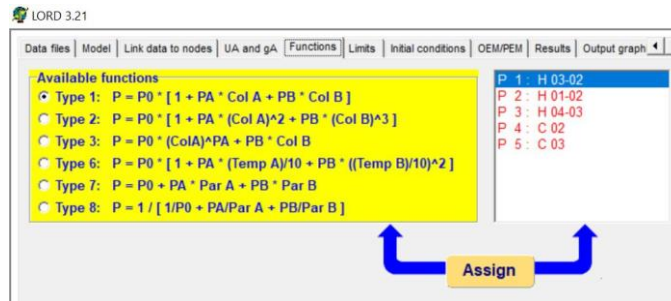 LORD 3.21
Data files | Model | Link data to nodes | UA and gA | Functions | Limits | Initial conditions | OEM/PEM | Results | Output graph
Available functions
Type 1: P = P0 * [ 1 + PA * Col A + PB * Col B ]
Type 2: P = P0 * [ 1 + PA * (Col A)^2 + PB * (Col B)^3 ]
Type 3: P = P0 * (ColA)^PA + PB * Col B
Type 6: P = P0 * [ 1 + PA * (Temp A)/10 + PB * ((Temp B)/10)^2 ]
Type 7: P = P0 + PA * Par A + PB * Par B
Type 8: P = 1 / [ 1/P0 + PA/Par A + PB/Par B ]
P 1 : H 03-02
P 2 : H 01-02
P 3 : H 04-03
P 4 : C 02
P 5 : C 03
Assign